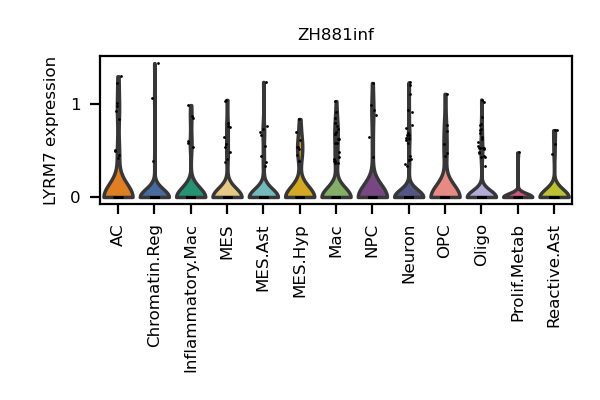 ZH881inf
LYRM7 expression
1
0
AC
Chromatin.Reg
Inflammatory.Mac
MES
MES.Ast
MES.Hyp
Mac
NPC
Neuron
OPC
Oligo
Prolif.Metab
Reactive.Ast